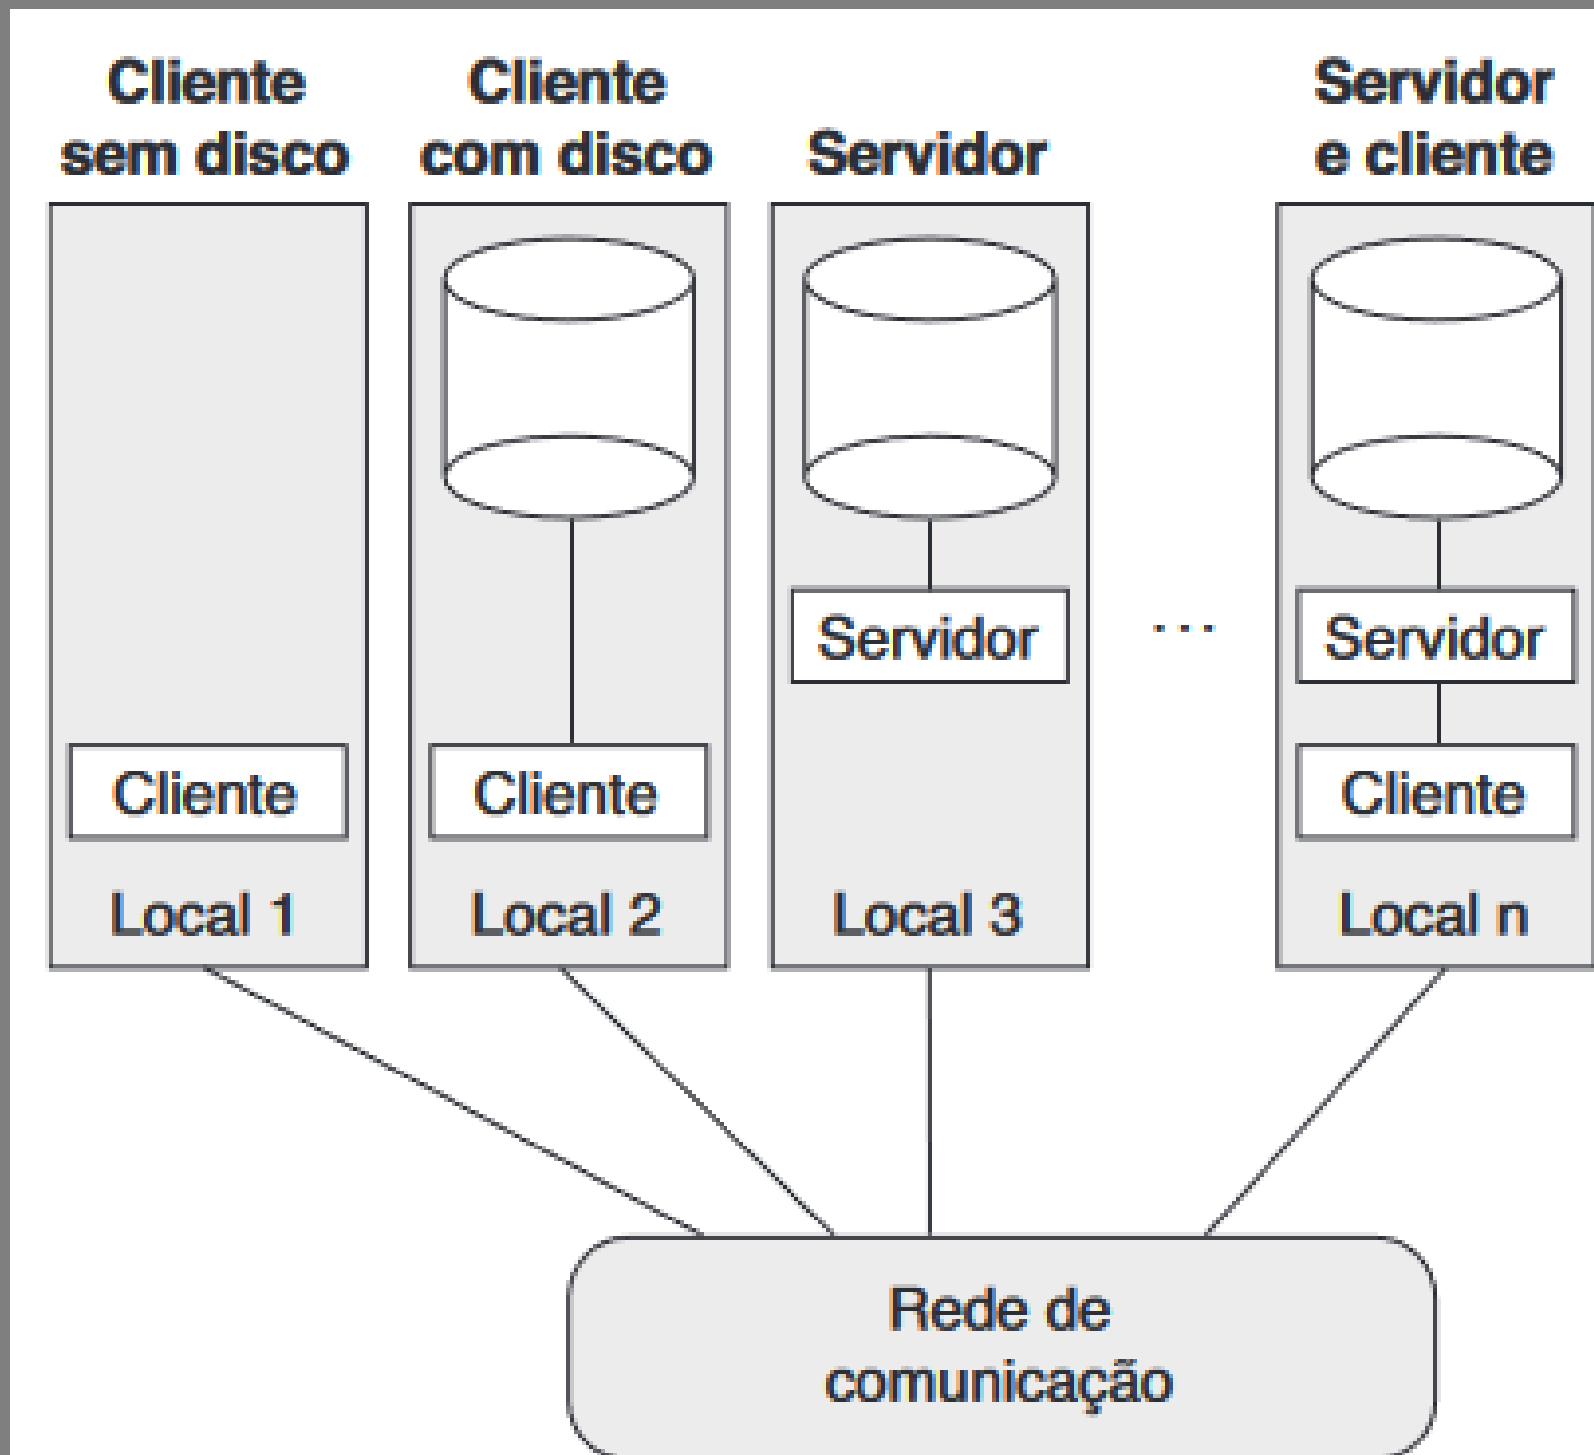 Cliente
sem disco
Cliente
com disco
Servidor
Servidor
e cliente
Servidor
...
Servidor
Cliente
Cliente
Cliente
Local 1
Local 2
Local 3
Local n
Rede de
comunicação